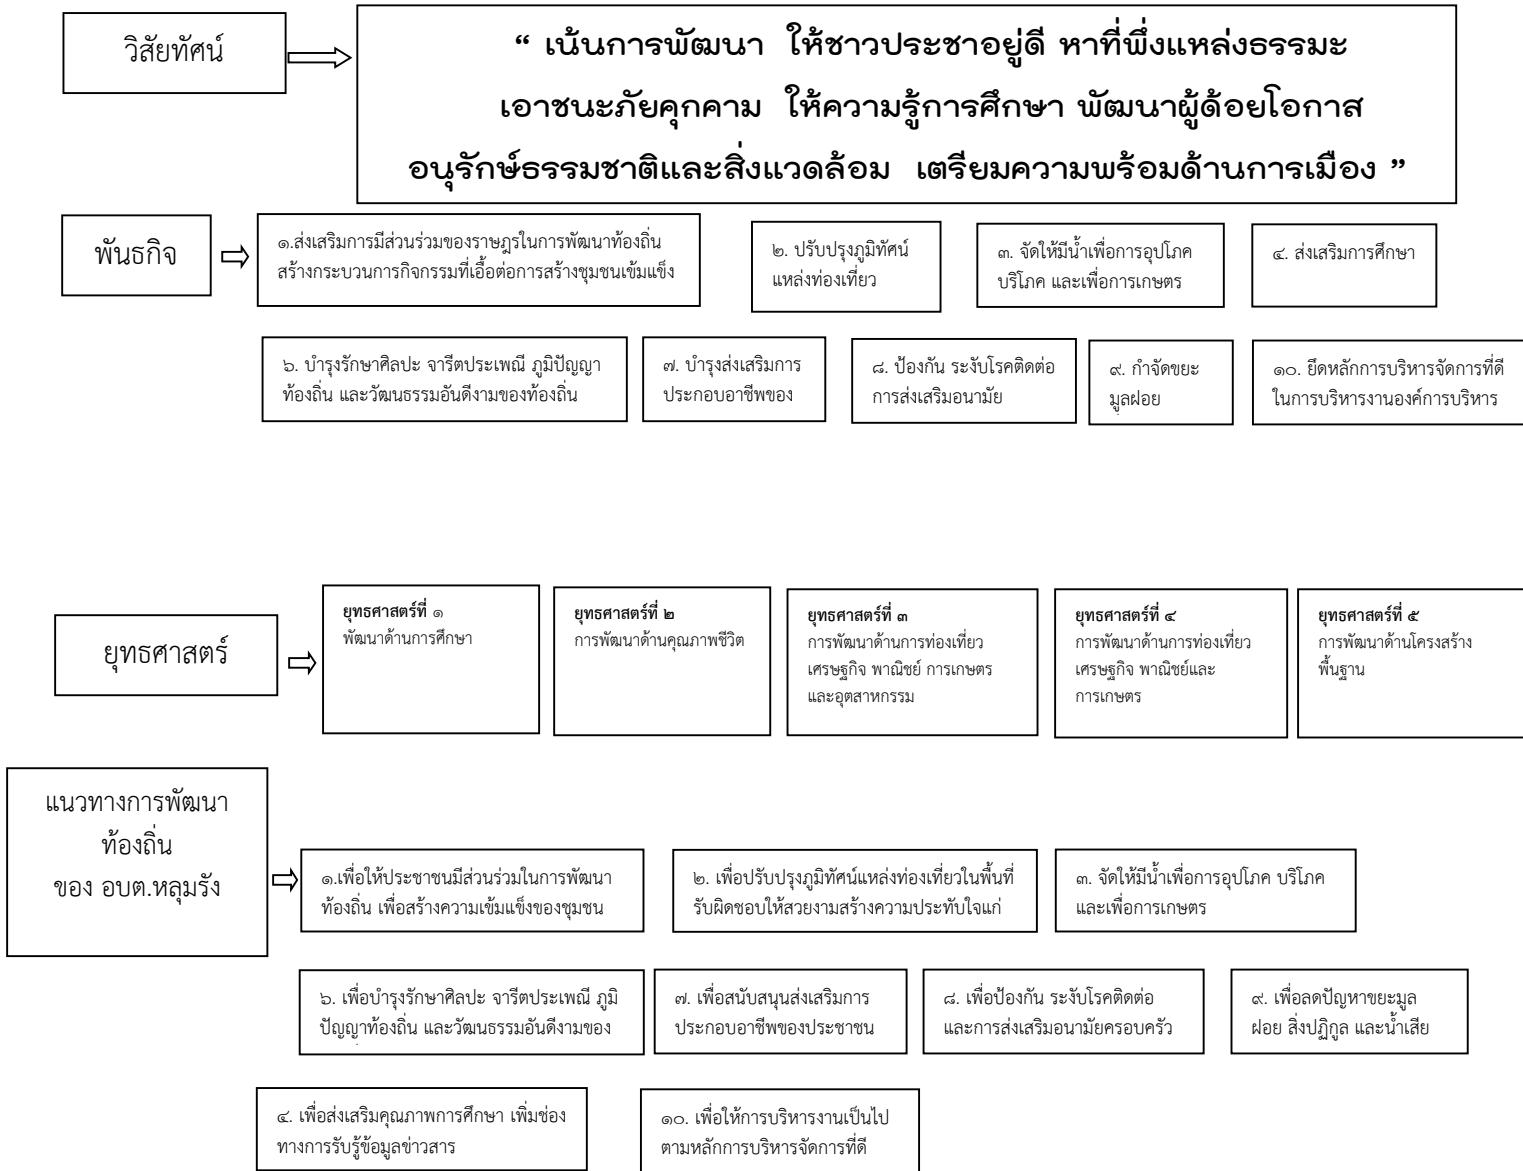 วิสัยทัศน์
“ เน้นการพัฒนา ให้ชาวประชาอยู่ดี หาที่พึ่งแหล่งธรรมะ
เอาชนะภัยคุกคาม ให้ความรู้การศึกษา พัฒนาผู้ด้อยโอกาส
อนุรักษ์ธรรมชาติและสิ่งแวดล้อม เตรียมความพร้อมด้านการเมือง ”
พันธกิจ
๑.ส่งเสริมการมีส่วนร่วมของราษฎรในการพัฒนาท้องถิ่น
สร้างกระบวนการกิจกรรมที่เอื้อต่อการสร้างชุมชนเข้มแข็ง
๒. ปรับปรุงภูมิทัศน์
แหล่งท่องเที่ยว
๓. จัดให้มีน้ำเพื่อการอุปโภค
บริโภค และเพื่อการเกษตร
๔. ส่งเสริมการศึกษา
๖. บำรุงรักษาศิลปะ จารีตประเพณี ภูมิปัญญา
ท้องถิ่น และวัฒนธรรมอันดีงามของท้องถิ่น
๗. บำรุงส่งเสริมการ
ประกอบอาชีพของ
๘. ป้องกัน ระงับโรคติดต่อ
การส่งเสริมอนามัย
๙. กำจัดขยะ
มูลฝอย
๑๐. ยึดหลักการบริหารจัดการที่ดี
ในการบริหารงานองค์การบริหาร
ยุทธศาสตร์
ยุทธศาสตร์ที่ ๑
พัฒนาด้านการศึกษา
ยุทธศาสตร์ที่ ๒
การพัฒนาด้านคุณภาพชีวิต
ยุทธศาสตร์ที่ ๓
การพัฒนาด้านการท่องเที่ยว
เศรษฐกิจ พาณิชย์ การเกษตร
และอุตสาหกรรม
ยุทธศาสตร์ที่ ๔
การพัฒนาด้านการท่องเที่ยว
เศรษฐกิจ พาณิชย์และ
การเกษตร
ยุทธศาสตร์ที่ ๕
การพัฒนาด้านโครงสร้าง
พื้นฐาน
แนวทางการพัฒนา
ท้องถิ่น
ของ อบต.หลุมรัง
๑.เพื่อให้ประชาชนมีส่วนร่วมในการพัฒนา
ท้องถิ่น เพื่อสร้างความเข้มแข็งของชุมชน
๒. เพื่อปรับปรุงภูมิทัศน์แหล่งท่องเที่ยวในพื้นที่
รับผิดชอบให้สวยงามสร้างความประทับใจแก่
๓. จัดให้มีน้ำเพื่อการอุปโภค บริโภค
และเพื่อการเกษตร
๖. เพื่อบำรุงรักษาศิลปะ จารีตประเพณี ภูมิ
ปัญญาท้องถิ่น และวัฒนธรรมอันดีงามของ
๗. เพื่อสนับสนุนส่งเสริมการ
ประกอบอาชีพของประชาชน
๘. เพื่อป้องกัน ระงับโรคติดต่อ
และการส่งเสริมอนามัยครอบครัว
๙. เพื่อลดปัญหาขยะมูล
ฝอย สิ่งปฏิกูล และน้ำเสีย
๔. เพื่อส่งเสริมคุณภาพการศึกษา เพิ่มช่อง
ทางการรับรู้ข้อมูลข่าวสาร
๑๐. เพื่อให้การบริหารงานเป็นไป
ตามหลักการบริหารจัดการที่ดี